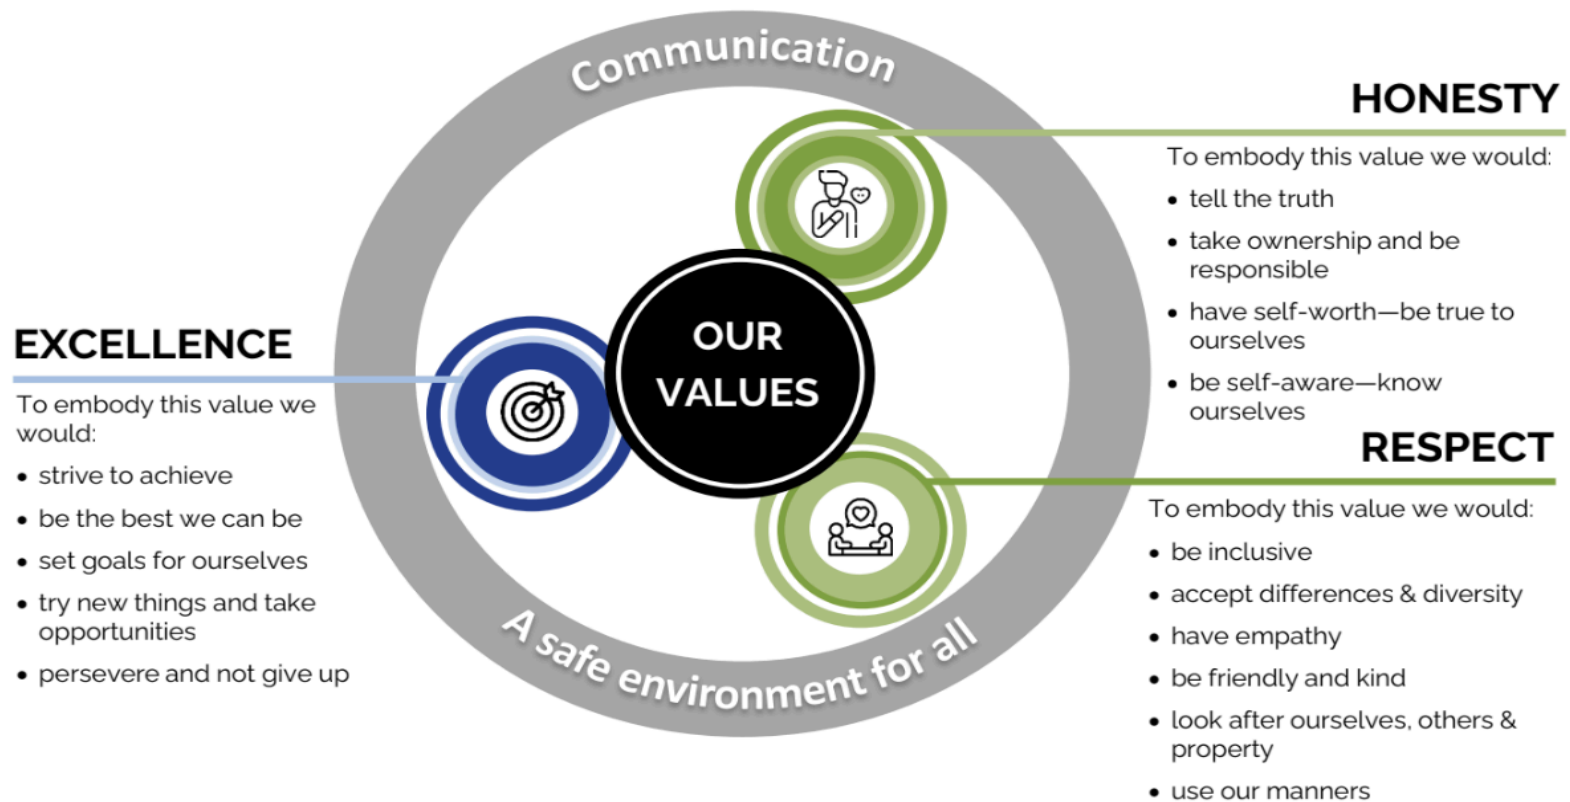 Communication
HONESTY
To embody this value we would:
• tell the truth
• take ownership and be
responsible
• have self-worth—be true to
ourselves
• be self-aware—know
ourselves
OUR
VALUES
EXCELLENCE
To embody this value we
would:
• strive to achieve
• be the best we can be
• set goals for ourselves
• try new things and take
opportunities
• persevere and not give up
RESPECT
To embody this value we would:
• be inclusive
• accept differences & diversity
• have empathy
• be friendly and kind
• look after ourselves, others &
property
• use our manners
A safe environment for all